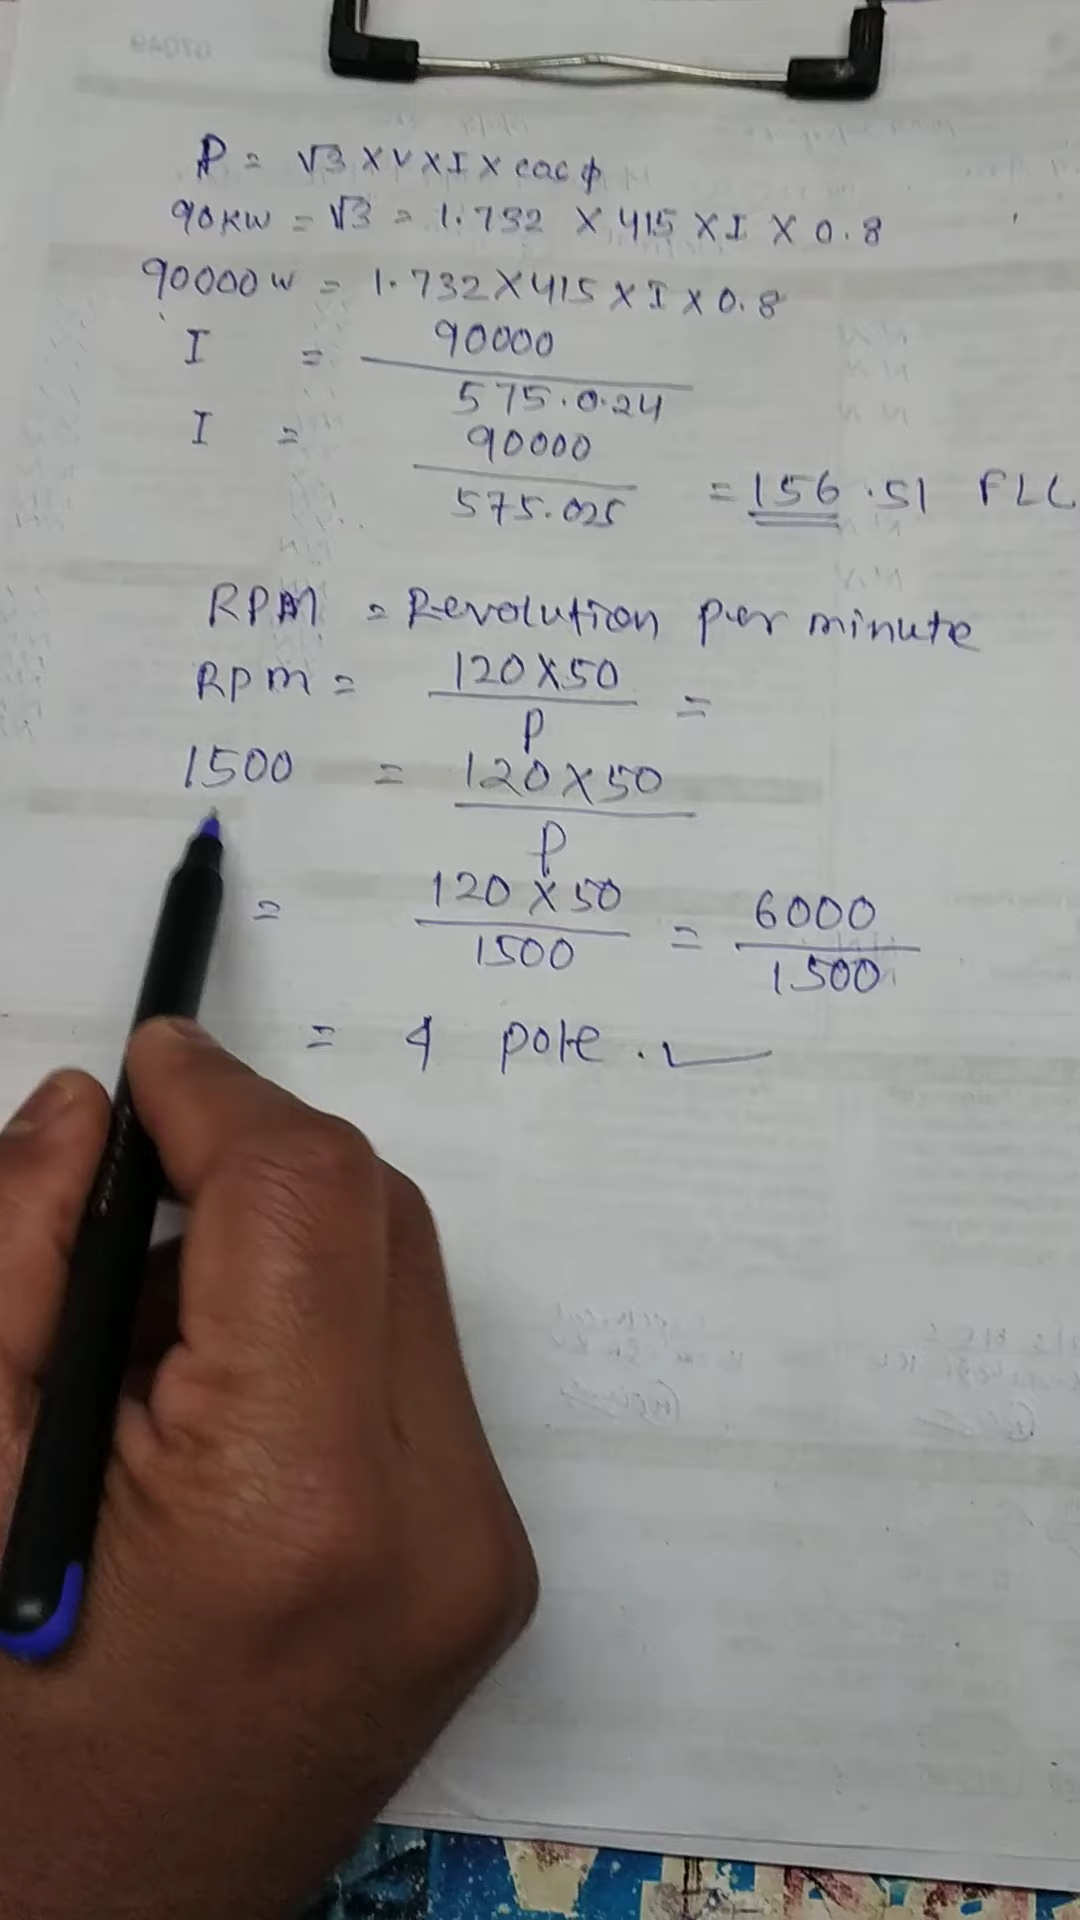 P = √3 X V X I X cac ϕ
90KW = √3 = 1.732 X 415 X I X 0.8
90000 W = 1.732 X 415 X I X 0.8
I = 90000
575.0.24
I = 90000
575.025 = 156.51 FLC
RPM = Revolution Per minute
RPM = 120 X 50 =
P
1500 = 120 X 50
P
= 120 X 50 = 6000
1500 1500
= 4 pole.